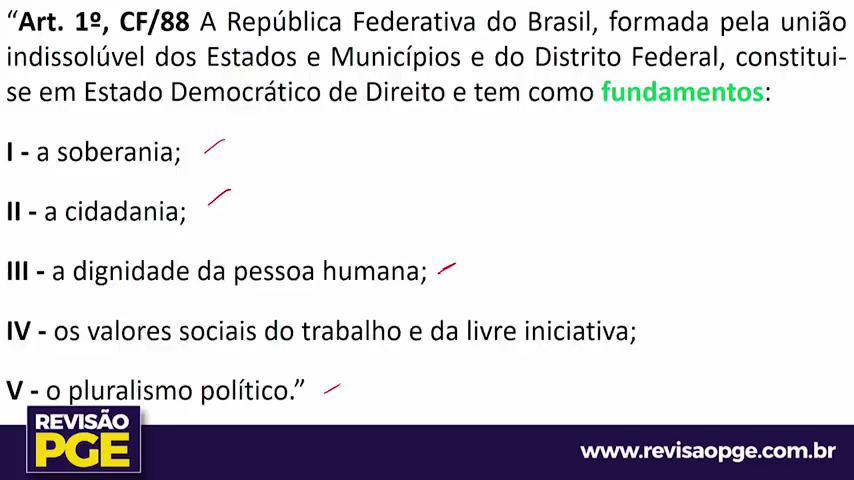 “Art. 1º, CF/88 A República Federativa do Brasil, formada pela união
indissolúvel dos Estados e Municípios e do Distrito Federal, constitui-
se em Estado Democrático de Direito e tem como fundamentos:
I - a soberania;
II - a cidadania;
III - a dignidade da pessoa humana;
IV - os valores sociais do trabalho e da livre iniciativa;
V - o pluralismo político.”
REVISÃO
PGE
www.revisaopge.com.br